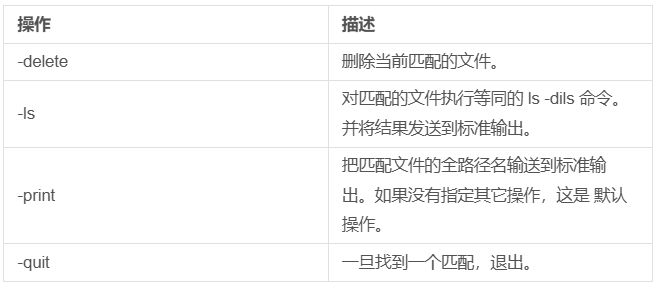 操作 描述
-delete 删除当前匹配的文件。
-ls 对匹配的文件执行等同的 ls -dils 命令。
并将结果发送到标准输出。
-print 把匹配文件的全路径名输送到标准输
出。如果没有指定其它操作，这是 默认
操作。
-quit 一旦找到一个匹配，退出。